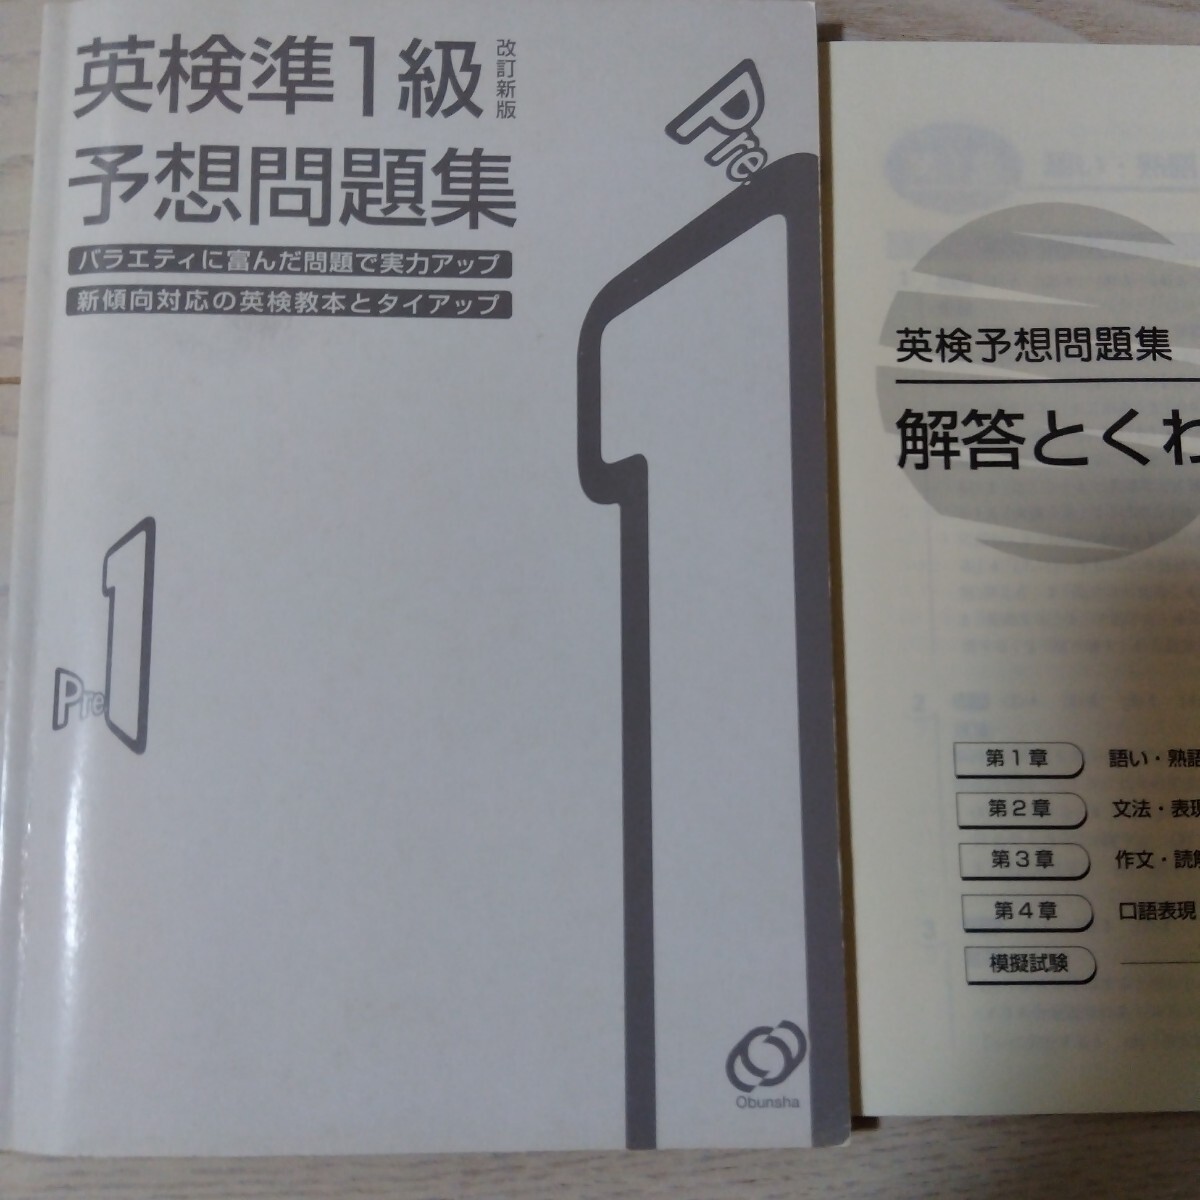 英検準1級
改訂新版
予想問題集
バラエティに富んだ問題で実力アップ
新傾向対応の英検教本とタイアップ
Pre
1
Pre
1
Obunsha
英検予想問題集
解答とくわ
第1章 語い・熟語
第2章 文法・表現
第3章 作文・読解
第4章 口語表現
模擬試験